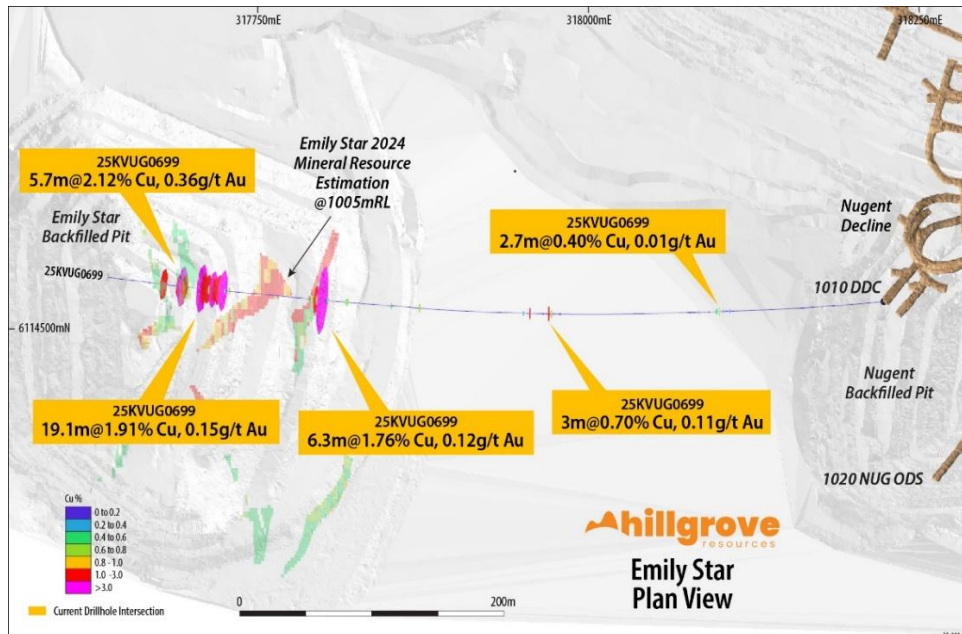 317750mE
318000mE
318250mE
Emily Star 2024
Mineral Resource
Estimation
@1005mRL
25KVUG0699
5.7m@2.12% Cu, 0.36g/t Au
Emily Star
Backfilled Pit
25KVUG0699
25KVUG0699
2.7m@0.40% Cu, 0.01g/t Au
Nugent
Decline
1010 DDC
6114500mN
Nugent
Backfilled Pit
25KVUG0699
19.1m@1.91% Cu, 0.15g/t Au
25KVUG0699
6.3m@1.76% Cu, 0.12g/t Au
25KVUG0699
3m@0.70% Cu, 0.11g/t Au
1020 NUG ODS
Cu %
0 to 0.2
0.2 to 0.4
0.4 to 0.6
0.6 to 0.8
0.8 - 1.0
1.0 -3.0
>3.0
Current Drillhole Intersection
hillgrove
resources
Emily Star
Plan View
0
200m